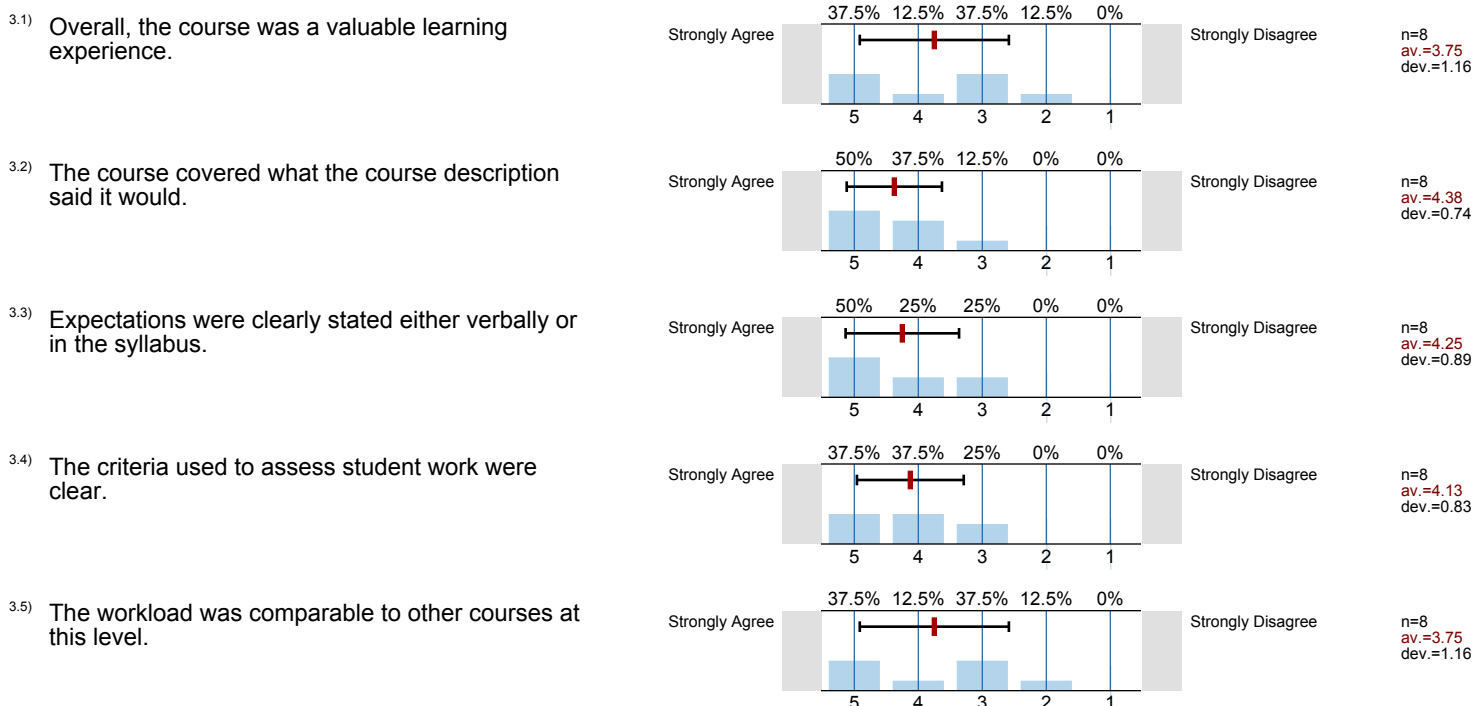 3.1) Overall, the course was a valuable learning
experience.
37.5% 12.5% 37.5% 12.5% 0%
Strongly Agree
Strongly Disagree
n=8
av.=3.75
dev.=1.16
5 4 3 2 1
3.2) The course covered what the course description
said it would.
50% 37.5% 12.5% 0% 0%
Strongly Agree
Strongly Disagree
n=8
av.=4.38
dev.=0.74
5 4 3 2 1
3.3) Expectations were clearly stated either verbally or
in the syllabus.
50% 25% 25% 0% 0%
Strongly Agree
Strongly Disagree
n=8
av.=4.25
dev.=0.89
5 4 3 2 1
3.4) The criteria used to assess student work were
clear.
37.5% 37.5% 25% 0% 0%
Strongly Agree
Strongly Disagree
n=8
av.=4.13
dev.=0.83
5 4 3 2 1
3.5) The workload was comparable to other courses at
this level.
37.5% 12.5% 37.5% 12.5% 0%
Strongly Agree
Strongly Disagree
n=8
av.=3.75
dev.=1.16
5 4 3 2 1